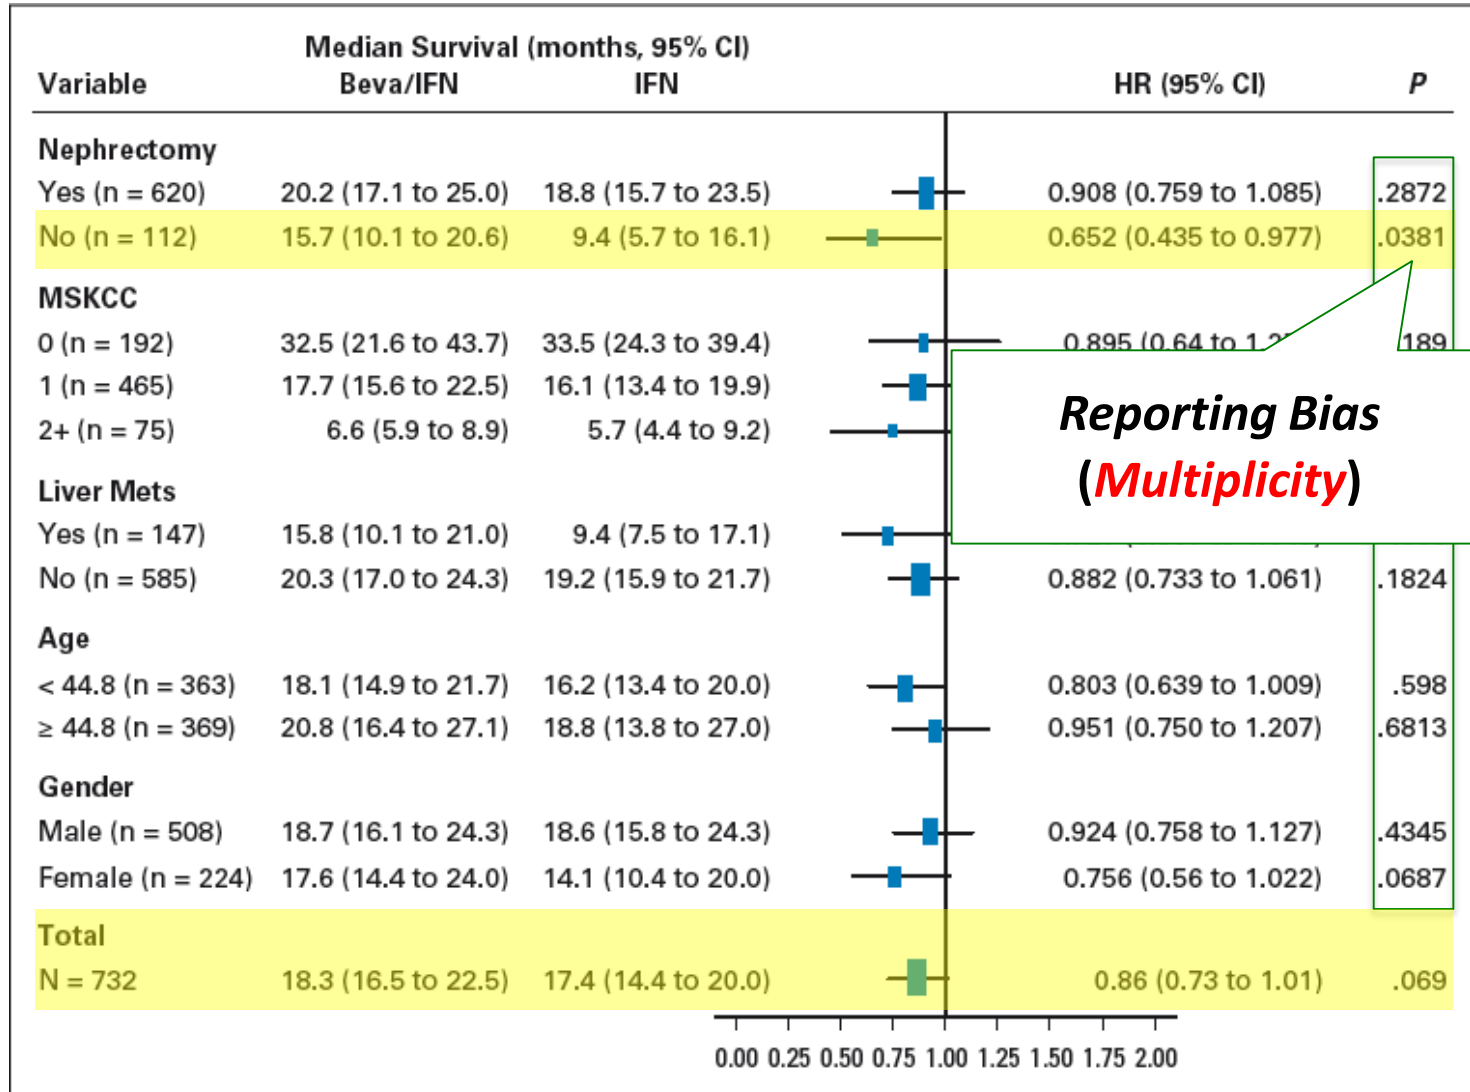 Median Survival (months, 95% CI)
Variable Beva/IFN IFN HR (95% CI) P
Nephrectomy
Yes (n = 620) 20.2 (17.1 to 25.0) 18.8 (15.7 to 23.5) 0.908 (0.759 to 1.085) .2872
No (n = 112) 15.7 (10.1 to 20.6) 9.4 (5.7 to 16.1) 0.652 (0.435 to 0.977) .0381
MSKCC
0 (n = 192) 32.5 (21.6 to 43.7) 33.5 (24.3 to 39.4) 0.895 (0.64 to 189
1 (n = 465) 17.7 (15.6 to 22.5) 16.1 (13.4 to 19.9)
2+ (n = 75) 6.6 (5.9 to 8.9) 5.7 (4.4 to 9.2)
Reporting Bias
(Multiplicity)
Liver Mets
Yes (n = 147) 15.8 (10.1 to 21.0) 9.4 (7.5 to 17.1)
No (n = 585) 20.3 (17.0 to 24.3) 19.2 (15.9 to 21.7) 0.882 (0.733 to 1.061) .1824
Age
< 44.8 (n = 363) 18.1 (14.9 to 21.7) 16.2 (13.4 to 20.0) 0.803 (0.639 to 1.009) .598
≥ 44.8 (n = 369) 20.8 (16.4 to 27.1) 18.8 (13.8 to 27.0) 0.951 (0.750 to 1.207) .6813
Gender
Male (n = 508) 18.7 (16.1 to 24.3) 18.6 (15.8 to 24.3) 0.924 (0.758 to 1.127) .4345
Female (n = 224) 17.6 (14.4 to 24.0) 14.1 (10.4 to 20.0) 0.756 (0.56 to 1.022) .0687
Total
N = 732 18.3 (16.5 to 22.5) 17.4 (14.4 to 20.0) 0.86 (0.73 to 1.01) .069
0.00 0.25 0.50 0.75 1.00 1.25 1.50 1.75 2.00